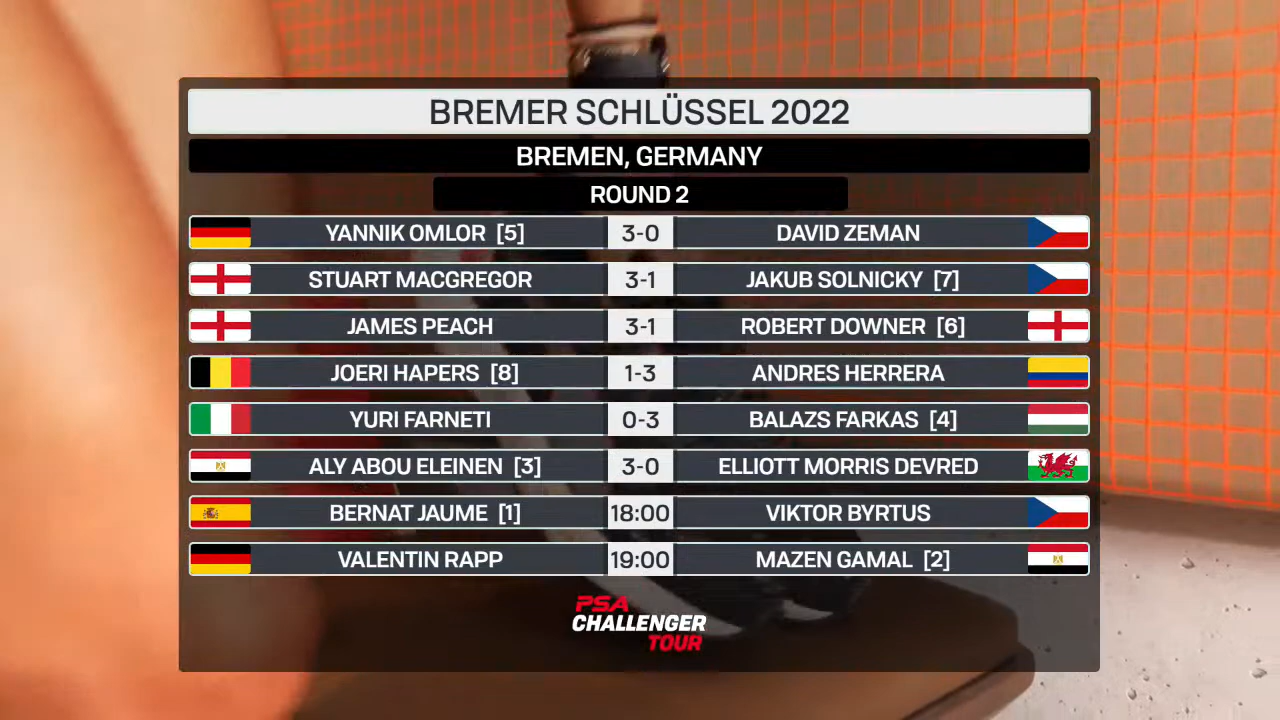 BREMER SCHLÜSSEL 2022
BREMEN, GERMANY
ROUND 2
YANNIK OMLOR [5] 3-0 DAVID ZEMAN
STUART MACGREGOR 3-1 JAKUB SOLNICKY [7]
JAMES PEACH 3-1 ROBERT DOWNER [6]
JOERI HAPERS [8] 1-3 ANDRES HERRERA
YURI FARNETI 0-3 BALAZS FARKAS [4]
ALY ABOU ELEINEN [3] 3-0 ELLIOTT MORRIS DEVRED
BERNAT JAUME [1] 18:00 VIKTOR BYRTUS
VALENTIN RAPP 19:00 MAZEN GAMAL [2]
PSA
CHALLENGER
TOUR